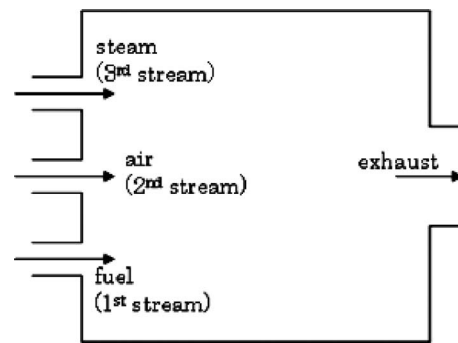 steam
(3rd stream)
air
(2nd stream)
exhaust
fuel
(1st stream)